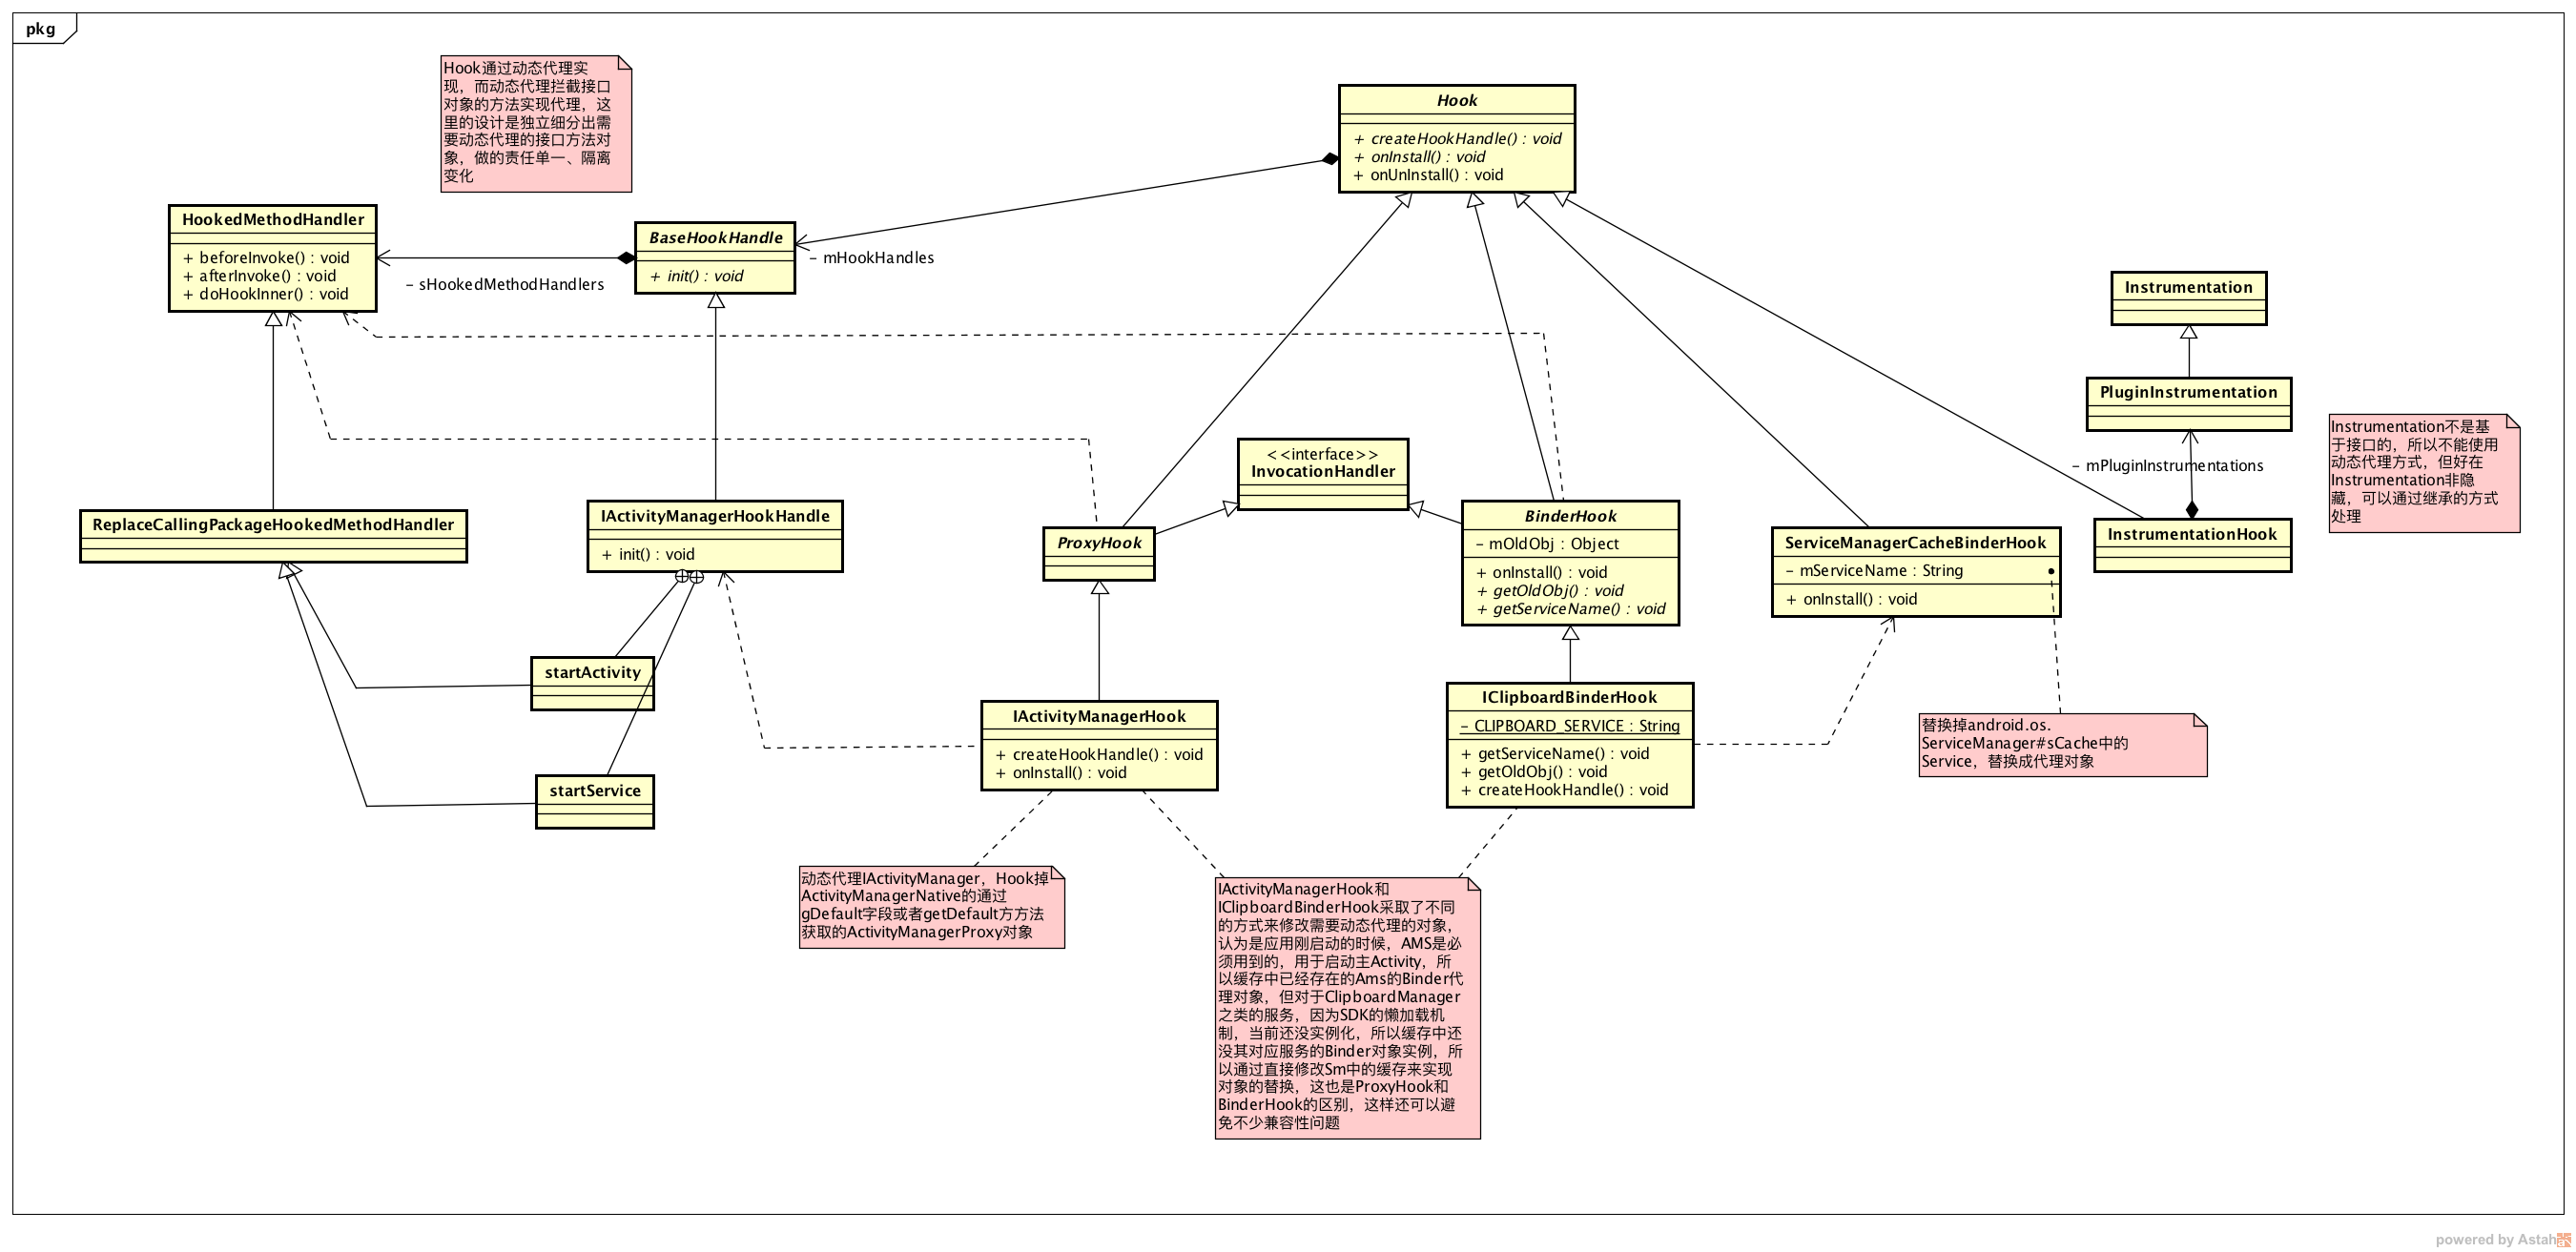 pkg
Hook通过动态代理实
现，而动态代理拦截接口
对象的方法实现代理，这
里的设计是独立细分出需
要动态代理的接口方法对
象，做的责任单一、隔离
变化
Hook
+ createHookHandle() : void
+ onInstall() : void
+ onUnInstall() : void
HookedMethodHandler
+ beforeInvoke() : void
+ afterInvoke() : void
+ doHookInner() : void
BaseHookHandle
+ init() : void
- mHookHandles
- sHookedMethodHandlers
Instrumentation
PluginInstrumentation
- mPluginInstrumentations
Instrumentation不是基
于接口的，所以不能使用
动态代理方式，但好在
Instrumentation非隐
藏，可以通过继承的方式
处理
<<interface>>
InvocationHandler
ReplaceCallingPackageHookedMethodHandler
IActivityManagerHookHandle
+ init() : void
ProxyHook
BinderHook
- mOldObj : Object
+ onInstall() : void
+ getOldObj() : void
+ getServiceName() : void
ServiceManagerCacheBinderHook
- mServiceName : String
+ onInstall() : void
InstrumentationHook
startActivity
startService
IActivityManagerHook
+ createHookHandle() : void
+ onInstall() : void
IClipboardBinderHook
- CLIPBOARD_SERVICE : String
+ getServiceName() : void
+ getOldObj() : void
+ createHookHandle() : void
替换掉android.os.
ServiceManager#sCache中的
Service，替换成代理对象
动态代理IActivityManager，Hook掉
ActivityManagerNative的通过
gDefault字段或者getDefault方方法
获取的ActivityManagerProxy对象
IActivityManagerHook和
IClipboardBinderHook采取了不同
的方式来修改需要动态代理的对象，
认为是应用刚启动的时候，AMS是必
须用到的，用于启动主Activity，所
以缓存中已经存在的Ams的Binder代
理对象，但对于ClipboardManager
之类的服务，因为SDK的懒加载机
制，当前还没实例化，所以缓存中还
没其对应服务的Binder对象实例，所
以通过直接修改Sm中的缓存来实现
对象的替换，这也是ProxyHook和
BinderHook的区别，这样还可以避
免不少兼容性问题
powered by Astah